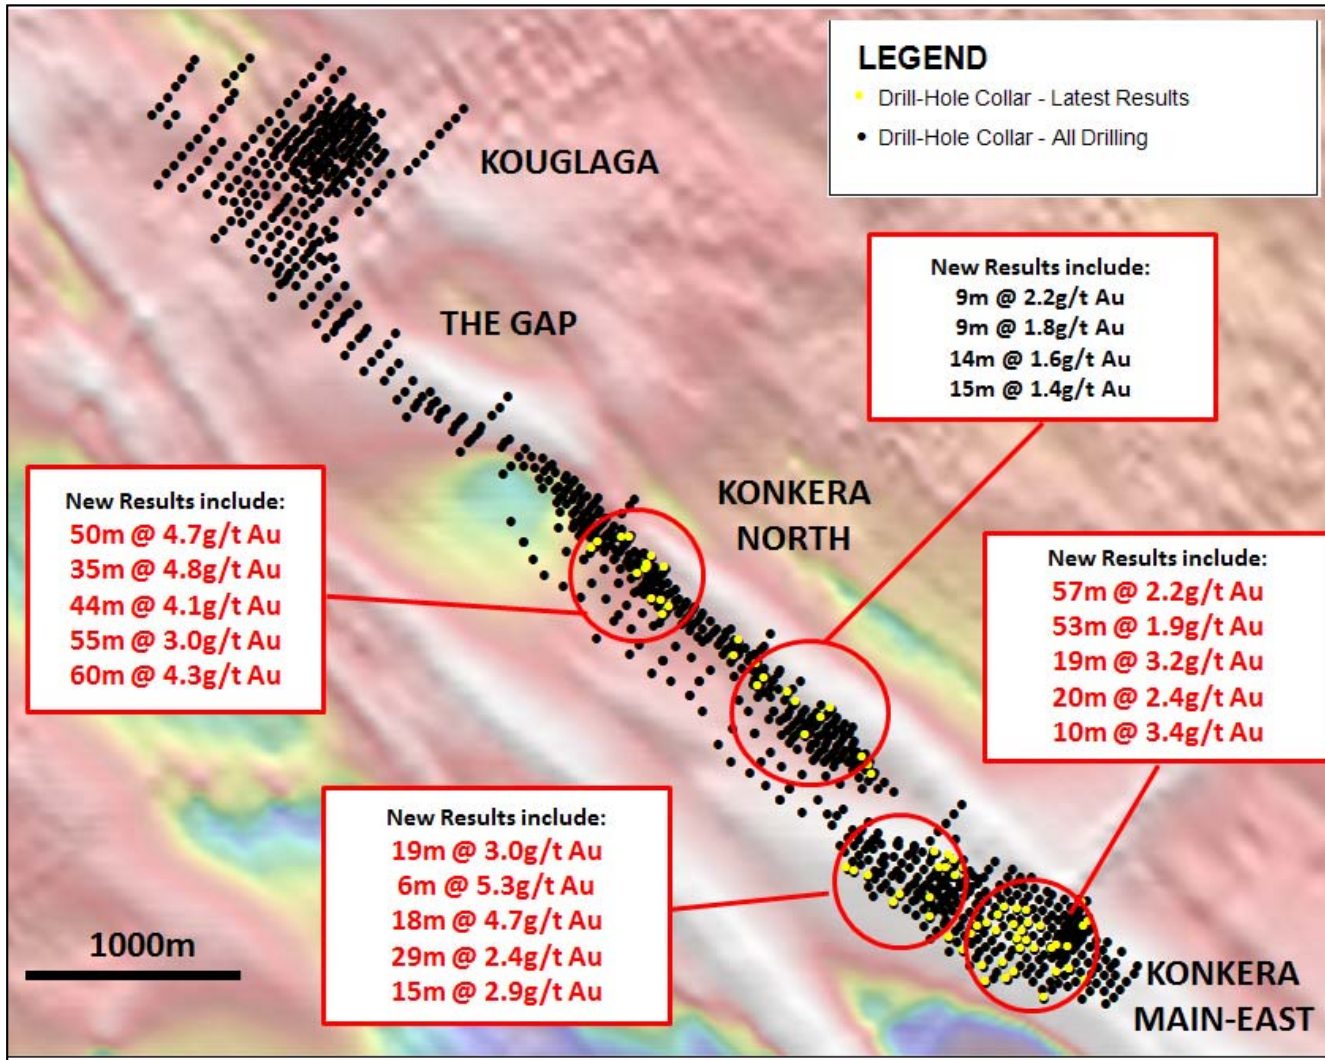 LEGEND
Drill-Hole Collar - Latest Results
Drill-Hole Collar - All Drilling
KOUGLAGA
THE GAP
New Results include:
9m @ 2.2g/t Au
9m @ 1.8g/t Au
14m @ 1.6g/t Au
15m @ 1.4g/t Au
KONKERA
NORTH
New Results include:
50m @ 4.7g/t Au
35m @ 4.8g/t Au
44m @ 4.1g/t Au
55m @ 3.0g/t Au
60m @ 4.3g/t Au
New Results include:
57m @ 2.2g/t Au
53m @ 1.9g/t Au
19m @ 3.2g/t Au
20m @ 2.4g/t Au
10m @ 3.4g/t Au
New Results include:
19m @ 3.0g/t Au
6m @ 5.3g/t Au
18m @ 4.7g/t Au
29m @ 2.4g/t Au
15m @ 2.9g/t Au
1000m
KONKERA
MAIN-EAST